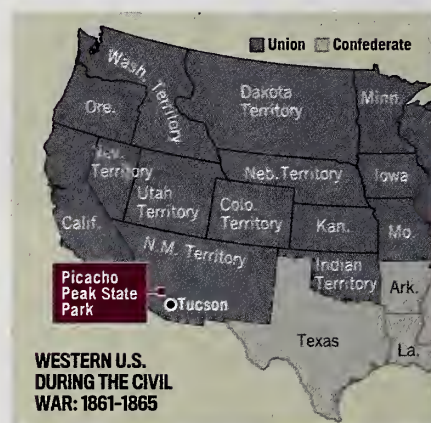 Union Confederate
Wash. Territory
Dakota
Territory
Minn.
Ore.
Nev.
Territory
Neb. Territory
Iowa
Utah
Territory
Colo.
Territory
Calif.
Kan.
Mo.
N.M. Territory
Indian
Territory
Ark.
Picacho
Peak State
Park
Tucson
Texas
La.
WESTERN U.S.
DURING THE CIVIL
WAR: 1861-1865